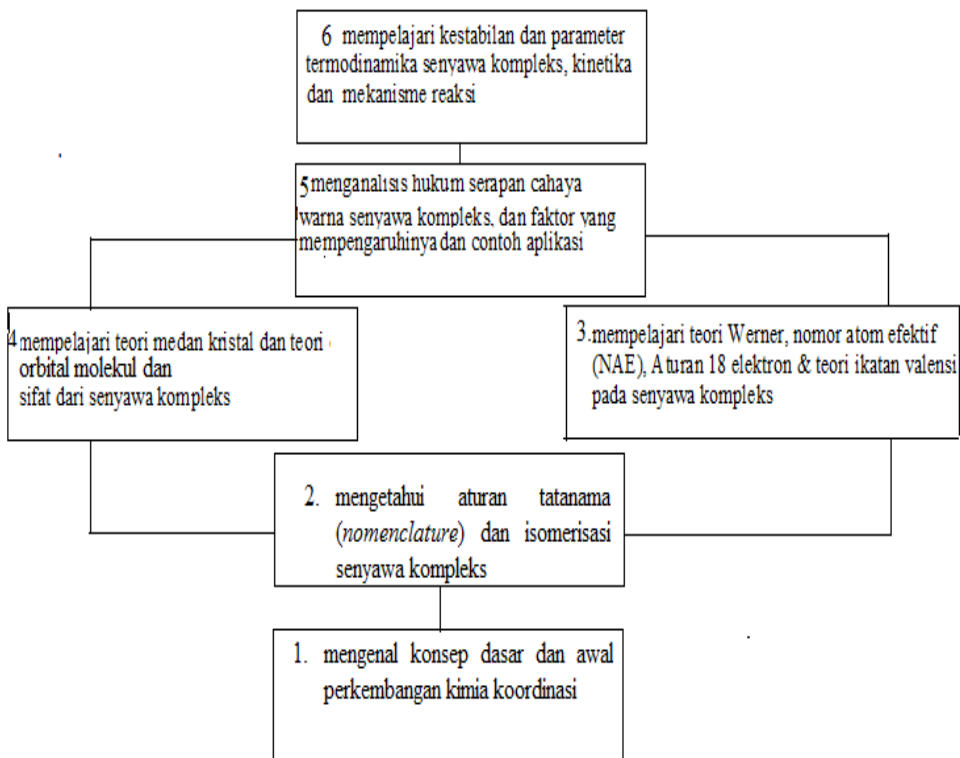 6 mempelajari kestabilan dan parameter
termodinamika senyawa kompleks, kinetika
dan mekanisme reaksi
5 menganalisis hukum serapan cahaya
warna senyawa kompleks, dan faktor yang
mempengaruhinya dan contoh aplikasi
4 mempelajari teori medan kristal dan teori
orbital molekul dan
sifat dari senyawa kompleks
3. mempelajari teori Werner, nomor atom efektif
(NAE), Aturan 18 elektron & teori ikatan valensi
pada senyawa kompleks
2. mengetahui aturan tatanama
(nomenclature) dan isomerisasi
senyawa kompleks
1. mengenal konsep dasar dan awal
perkembangan kimia koordinasi